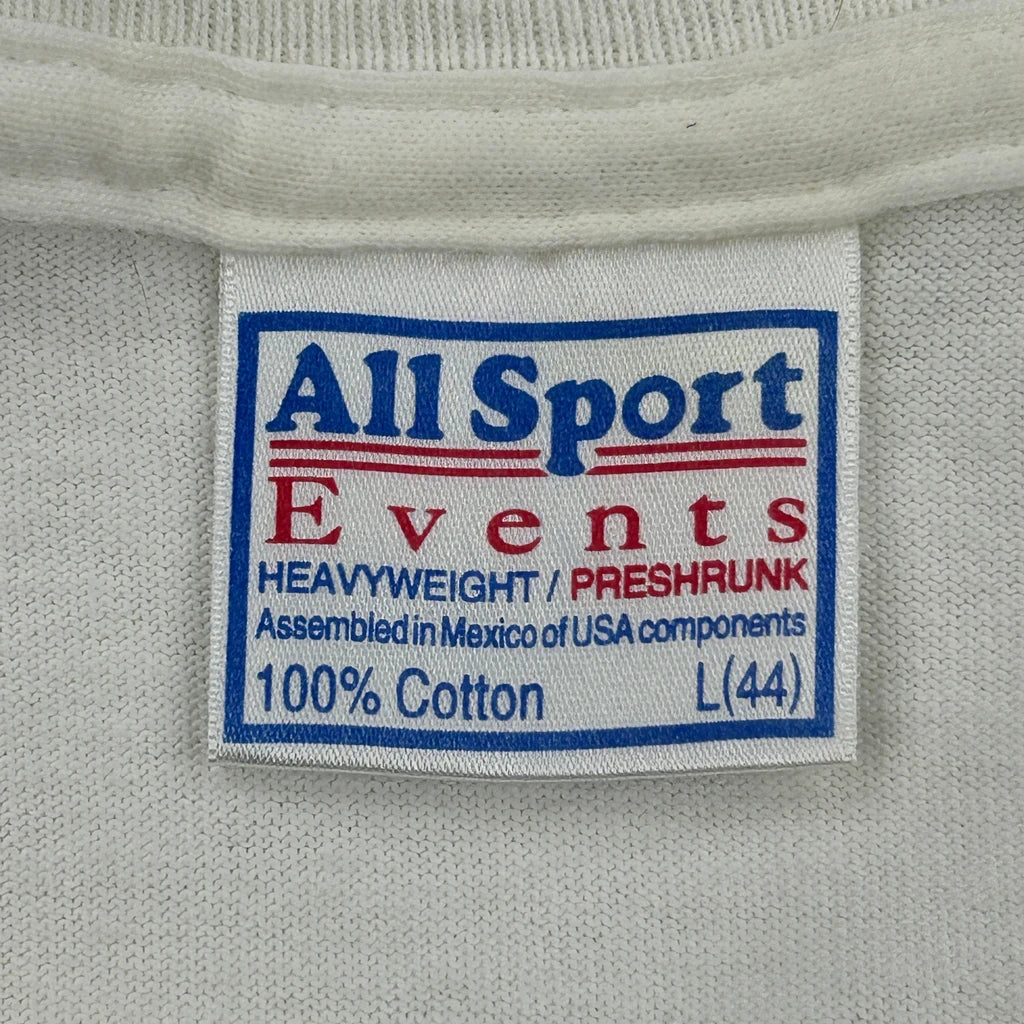 All Sport
Events
HEAVYWEIGHT / PRESHRUNK
Assembled in Mexico of USA components
100% Cotton L(44)